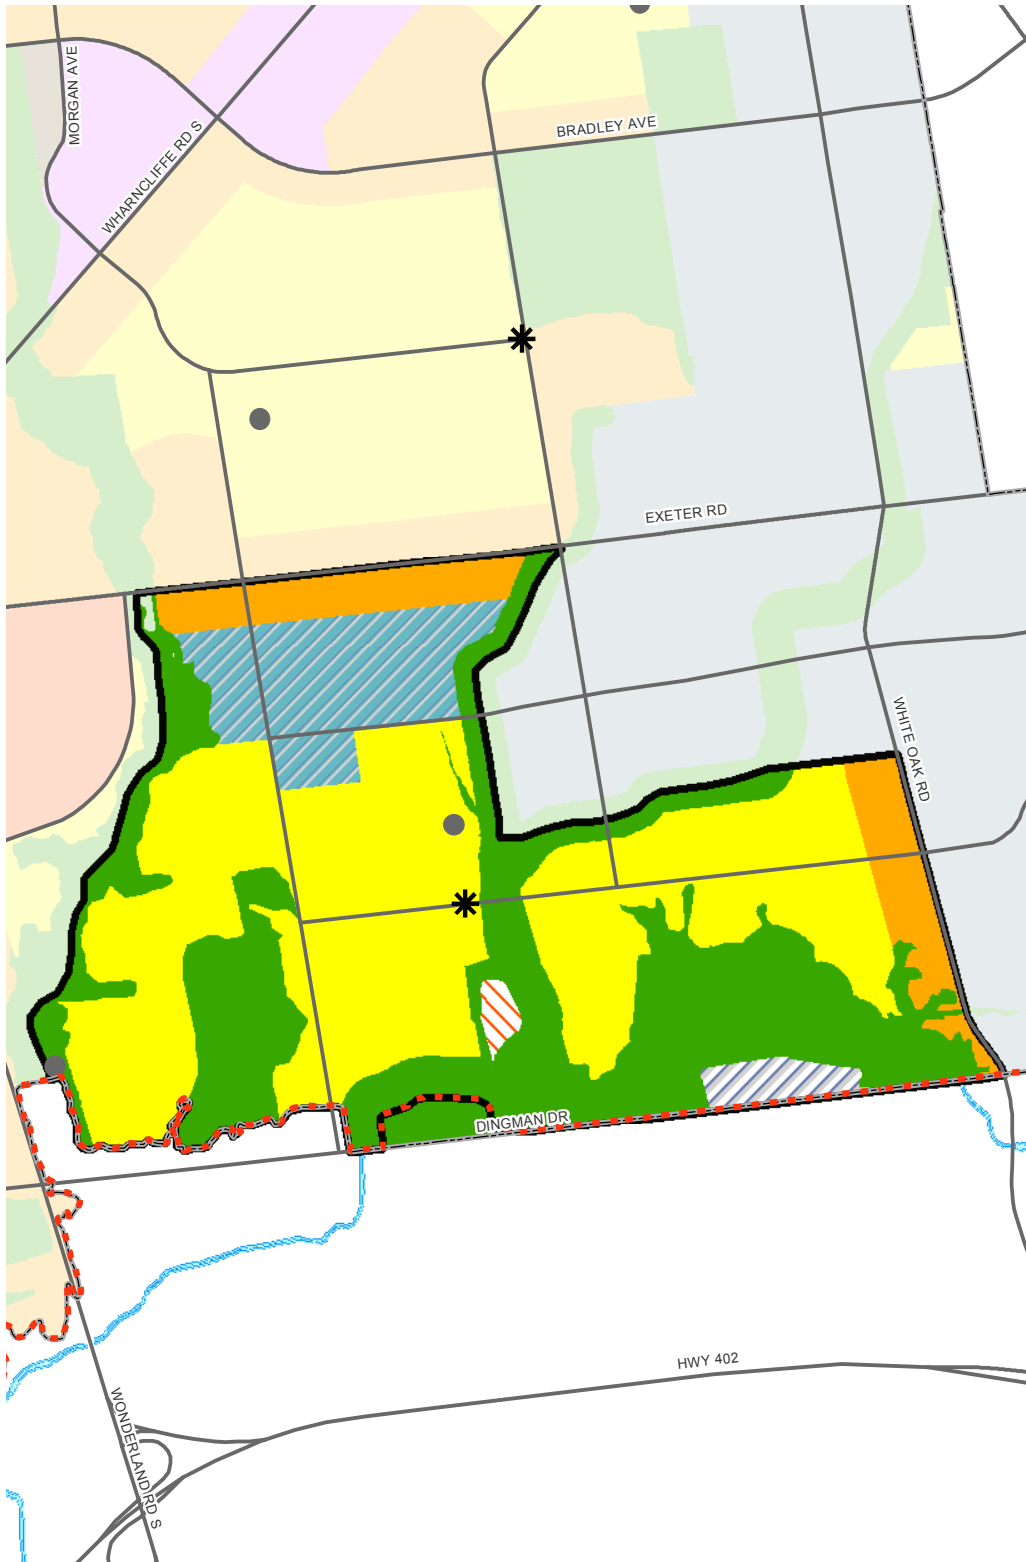 MORGAN AVE
WHARNCLIFFE RD S
BRADLEY AVE
EXETER RD
WHITE OAK RD
DINGMAN DR
HWY 402
WONDERLAND RD S